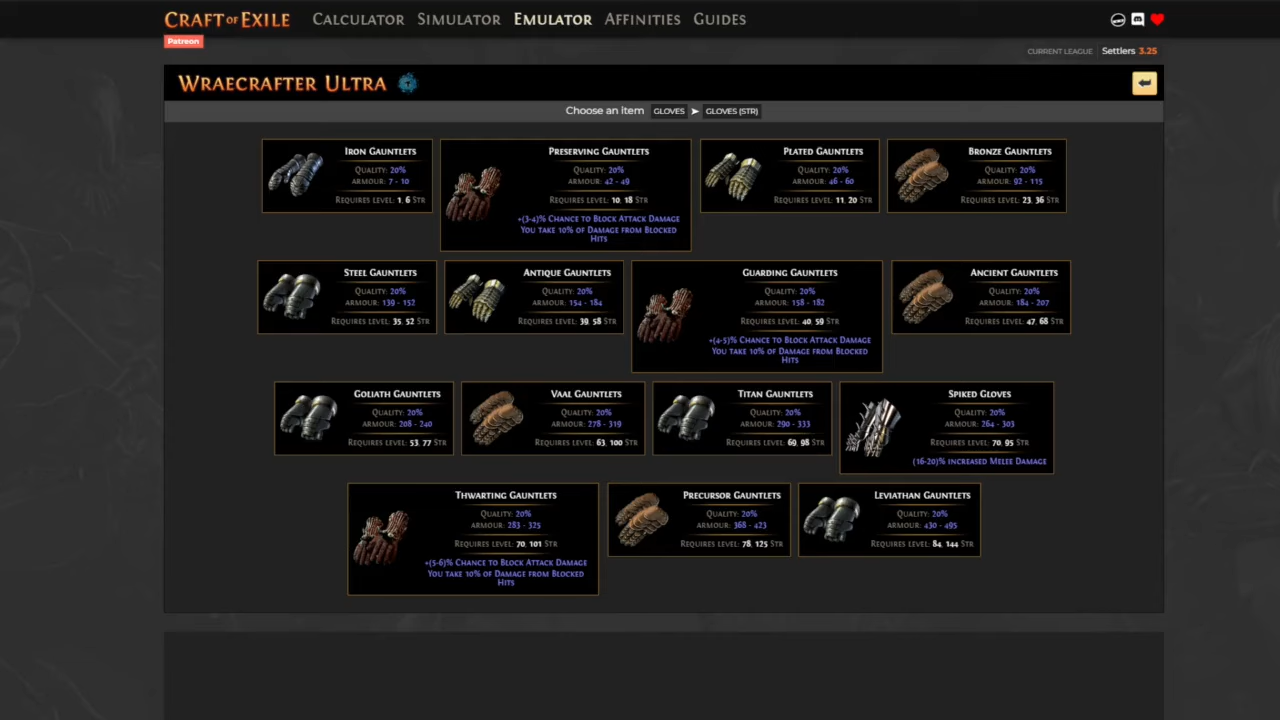 CRAFT OF EXILE CALCULATOR SIMULATOR EMULATOR AFFINITIES GUIDES
Patreon
CURRENT LEAGUE Settlers 3.25
WRAECRAFTER ULTRA
Choose an item GLOVES ► GLOVES (STR)
IRON GAUNTLETS
QUALITY: 20%
ARMOUR: 7 - 10
REQUIRES LEVEL: 1, 6 STR
PRESERVING GAUNTLETS
QUALITY: 20%
ARMOUR: 42 - 49
REQUIRES LEVEL: 10, 18 STR
+(3-4)% CHANCE TO BLOCK ATTACK DAMAGE
YOU TAKE 10% OF DAMAGE FROM BLOCKED
HITS
PLATED GAUNTLETS
QUALITY: 20%
ARMOUR: 46 - 60
REQUIRES LEVEL: 11, 20 STR
BRONZE GAUNTLETS
QUALITY: 20%
ARMOUR: 92 - 115
REQUIRES LEVEL: 23, 36 STR
STEEL GAUNTLETS
QUALITY: 20%
ARMOUR: 139 - 152
REQUIRES LEVEL: 35, 52 STR
ANTIQUE GAUNTLETS
QUALITY: 20%
ARMOUR: 154 - 184
REQUIRES LEVEL: 39, 58 STR
GUARDING GAUNTLETS
QUALITY: 20%
ARMOUR: 158 - 182
REQUIRES LEVEL: 40, 59 STR
+(4-5)% CHANCE TO BLOCK ATTACK DAMAGE
YOU TAKE 10% OF DAMAGE FROM BLOCKED
HITS
ANCIENT GAUNTLETS
QUALITY: 20%
ARMOUR: 184 - 207
REQUIRES LEVEL: 47, 68 STR
GOLIATH GAUNTLETS
QUALITY: 20%
ARMOUR: 208 - 240
REQUIRES LEVEL: 53, 77 STR
VAAL GAUNTLETS
QUALITY: 20%
ARMOUR: 278 - 319
REQUIRES LEVEL: 63, 100 STR
TITAN GAUNTLETS
QUALITY: 20%
ARMOUR: 290 - 333
REQUIRES LEVEL: 69, 98 STR
SPIKED GLOVES
QUALITY: 20%
ARMOUR: 264 - 303
REQUIRES LEVEL: 70, 95 STR
(16-20)% INCREASED MELEE DAMAGE
THWARTING GAUNTLETS
QUALITY: 20%
ARMOUR: 283 - 325
REQUIRES LEVEL: 70, 101 STR
+(5-6)% CHANCE TO BLOCK ATTACK DAMAGE
YOU TAKE 10% OF DAMAGE FROM BLOCKED
HITS
PRECURSOR GAUNTLETS
QUALITY: 20%
ARMOUR: 368 - 423
REQUIRES LEVEL: 78, 125 STR
LEVIATHAN GAUNTLETS
QUALITY: 20%
ARMOUR: 430 - 495
REQUIRES LEVEL: 84, 144 STR